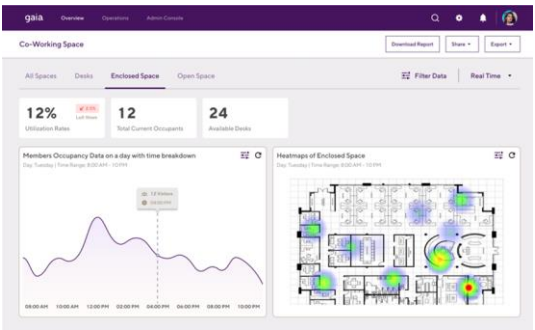 gaia
Overview
Operations
Admin Console
Co-Working Space
Download Report
Share
Export
All Spaces
Desks
Enclosed Space
Open Space
Filter Data
Real Time
12%
Utilization Rates
12
Total Current Occupants
24
Available Desks
Members Occupancy Data on a day with time breakdown
Day: Tuesday | Time Range: 8:00 AM - 10 PM
12 Visitors
04:00 PM
08:00 AM 10:00 AM 12:00 PM 02:00 PM 04:00 PM 06:00 PM 08:00 PM 10:00 PM
Heatmaps of Enclosed Space
Day: Tuesday | Time Range: 8:00 AM - 10 PM